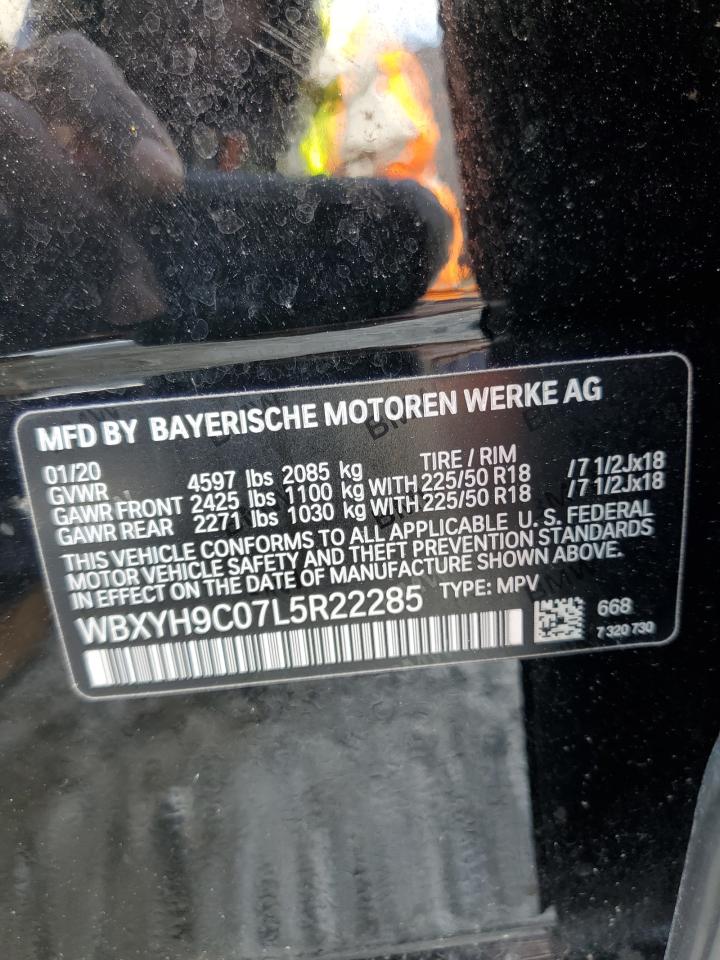 MFD BY BAYERISCHE MOTOREN WERKE AG
01/20 TIRE / RIM
GVWR 4597 lbs 2085 kg
GAWR FRONT 2425 lbs 1100 kg WITH 225/50 R18 /7 1/2Jx18
GAWR REAR 2271 lbs 1030 kg WITH 225/50 R18 /7 1/2Jx18
THIS VEHICLE CONFORMS TO ALL APPLICABLE U.S. FEDERAL
MOTOR VEHICLE SAFETY AND THEFT PREVENTION STANDARDS
IN EFFECT ON THE DATE OF MANUFACTURE SHOWN ABOVE.
WBXYH9C07L5R22285 TYPE: MPV
668
7 320 730